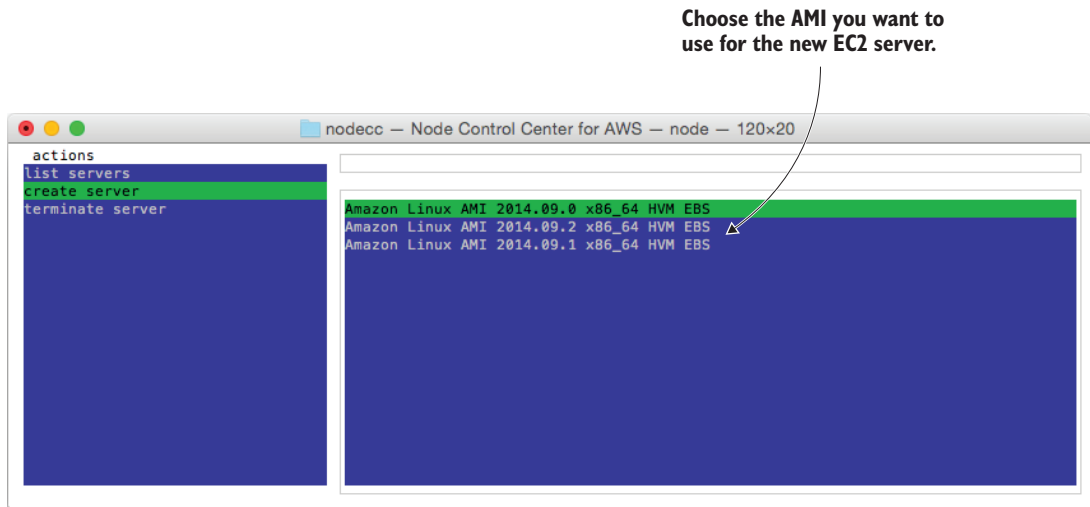 Choose the AMI you want to
use for the new EC2 server.
nodecc — Node Control Center for AWS — node — 120×20
actions
list servers
create server
terminate server
Amazon Linux AMI 2014.09.0 x86_64 HVM EBS
Amazon Linux AMI 2014.09.2 x86_64 HVM EBS
Amazon Linux AMI 2014.09.1 x86_64 HVM EBS